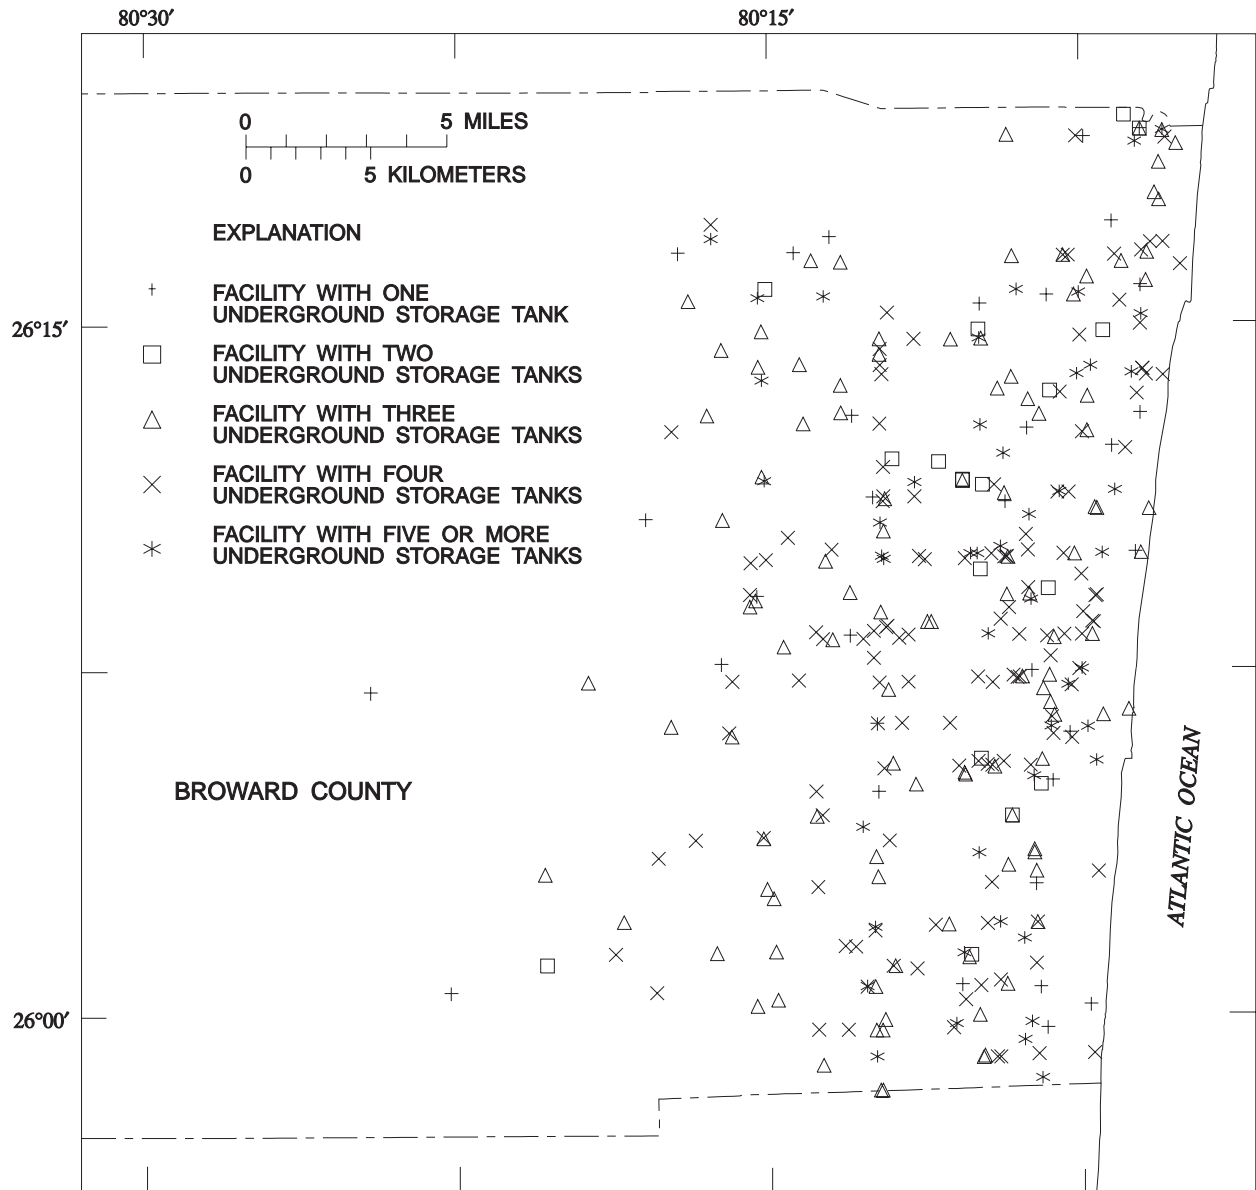 80°30′ 80°15′
0 5 MILES
0 5 KILOMETERS
EXPLANATION
FACILITY WITH ONE
UNDERGROUND STORAGE TANK
26°15′
FACILITY WITH TWO
UNDERGROUND STORAGE TANKS
FACILITY WITH THREE
UNDERGROUND STORAGE TANKS
FACILITY WITH FOUR
UNDERGROUND STORAGE TANKS
FACILITY WITH FIVE OR MORE
UNDERGROUND STORAGE TANKS
BROWARD COUNTY
ATLANTIC OCEAN
26°00′